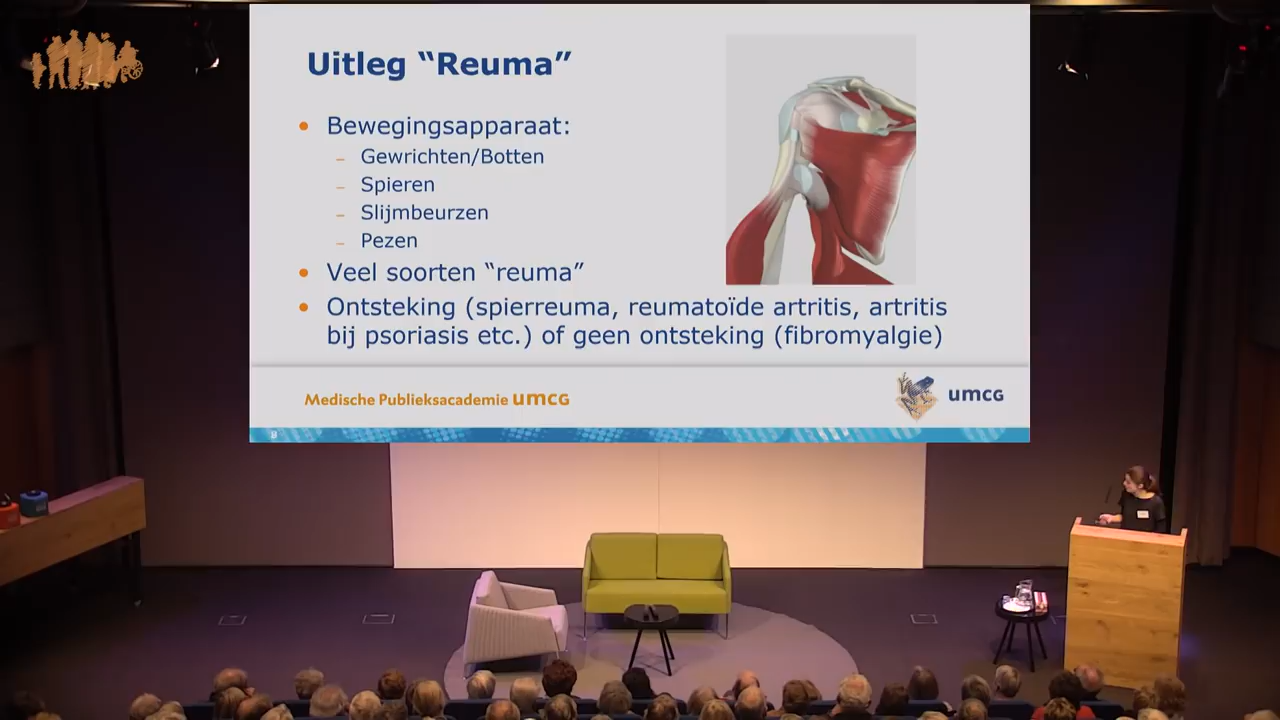 Uitleg “Reuma”
• Bewegingsapparaat:
– Gewrichten/Botten
– Spieren
– Slijmbeurzen
– Pezen
• Veel soorten “reuma”
• Ontsteking (spierreuma, reumatoïde artritis, artritis
bij psoriasis etc.) of geen ontsteking (fibromyalgie)
Medische Publieksacademie umcg
umcg